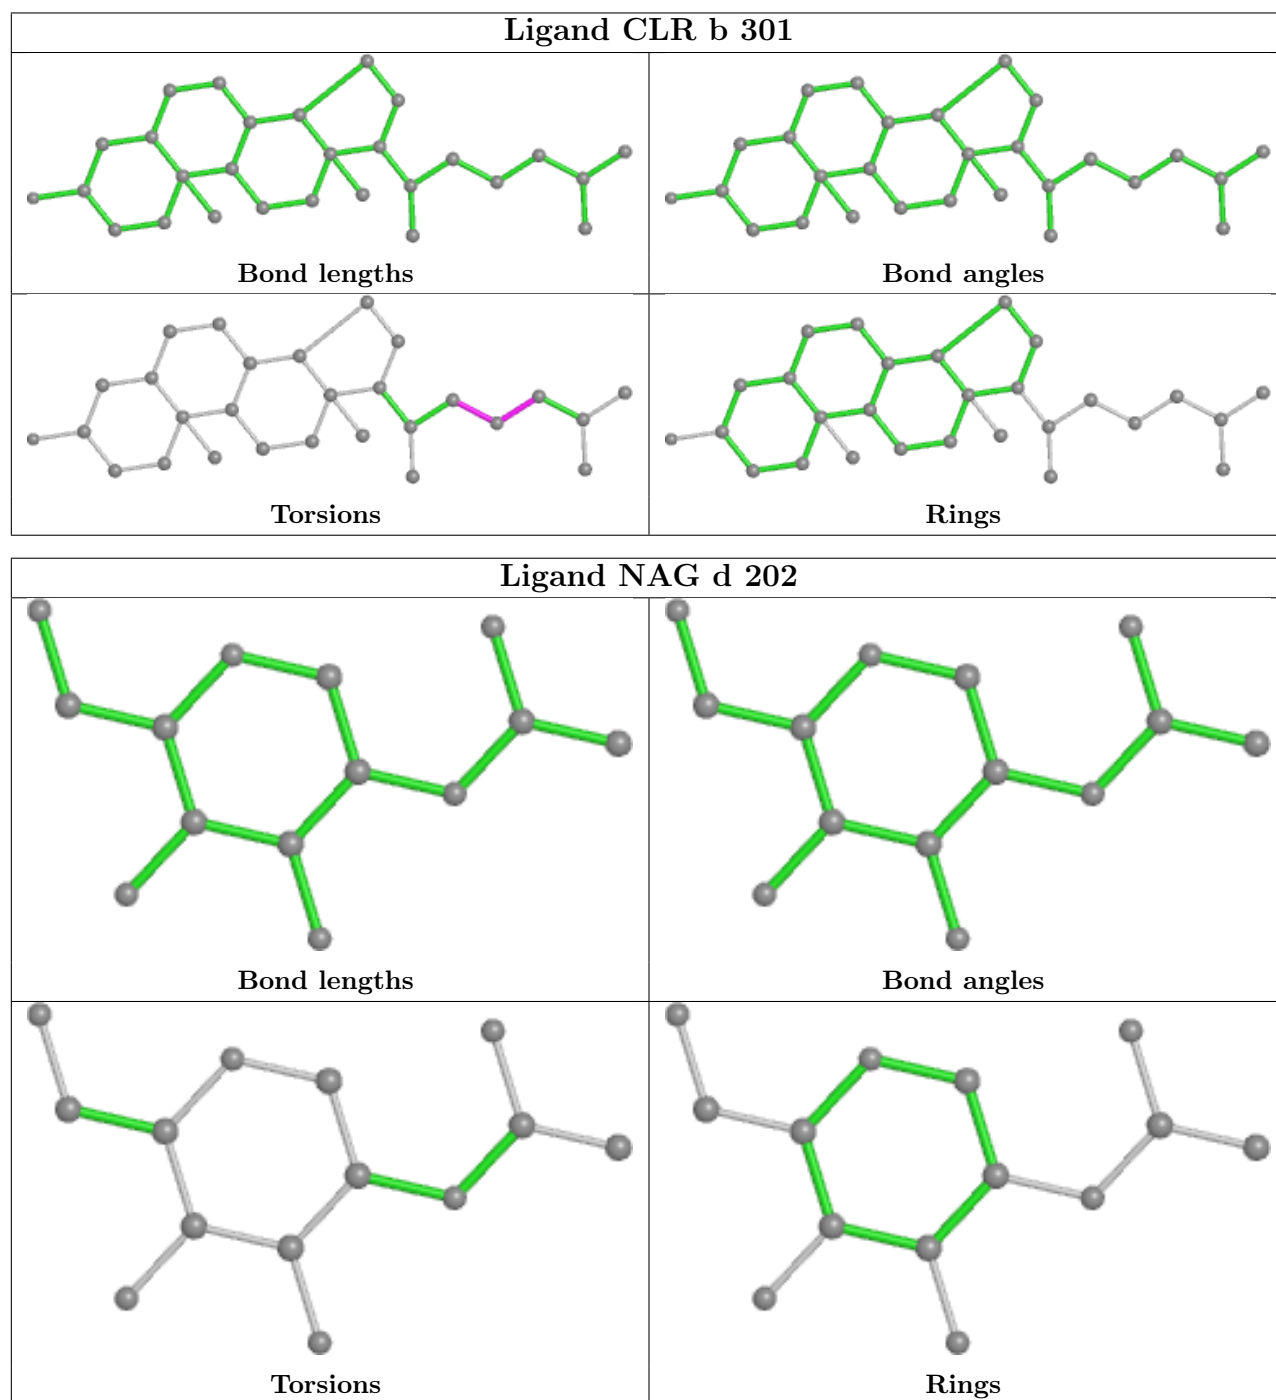 Ligand CLR b 301
Bond lengths
Bond angles
Torsions
Rings
Ligand NAG d 202
Bond lengths
Bond angles
Torsions
Rings